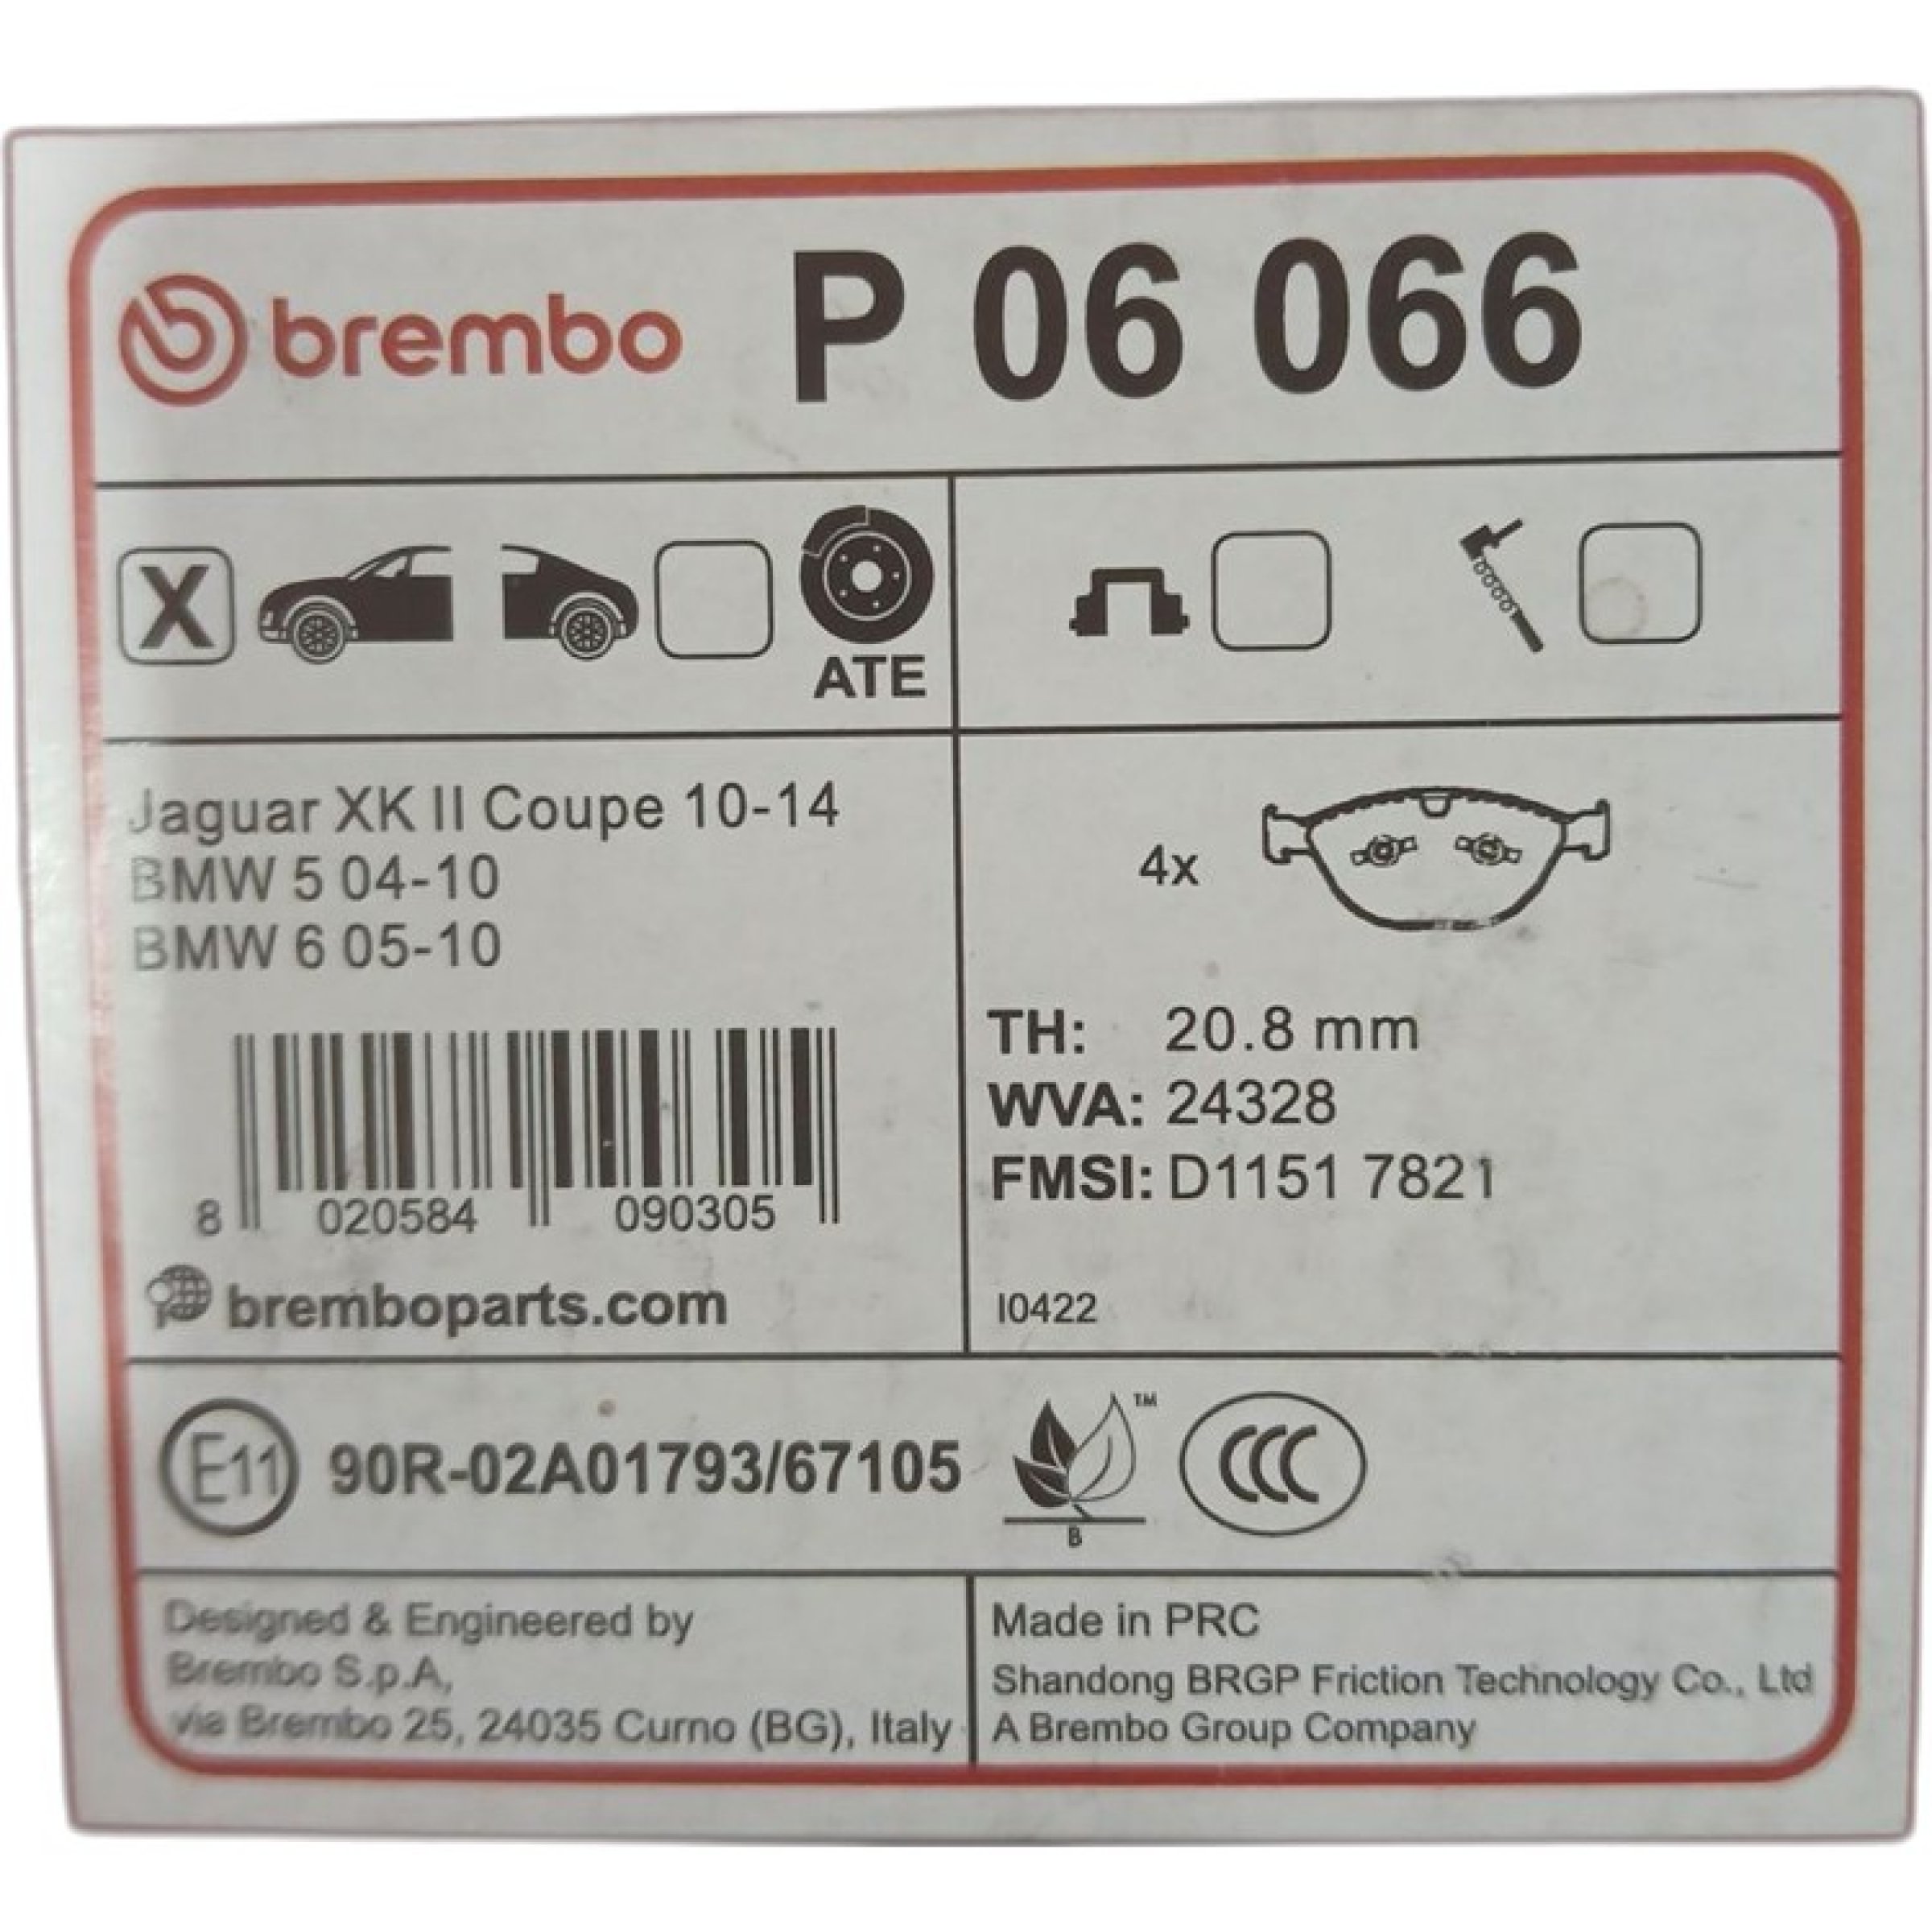 brembo P 06 066
X
ATE
Jaguar XK II Coupe 10-14
BMW 5 04-10
BMW 6 05-10
4x
TH: 20.8 mm
WVA: 24328
FMSI: D1151 7821
8 020584 090305
bremboparts.com
I0422
E11 90R-02A01793/67105
TM
B
CCC
Designed & Engineered by
Brembo S.p.A,
via Brembo 25, 24035 Curno (BG), Italy
Made in PRC
Shandong BRGP Friction Technology Co., Ltd
A Brembo Group Company